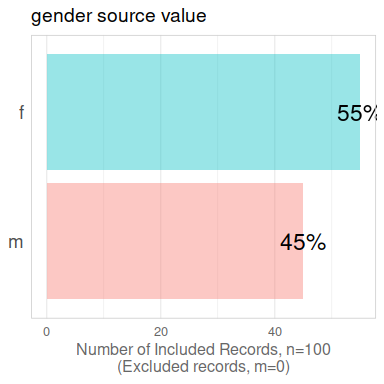 gender source value
f
55%
m
45%
0
20
40
Number of Included Records, n=100
(Excluded records, m=0)